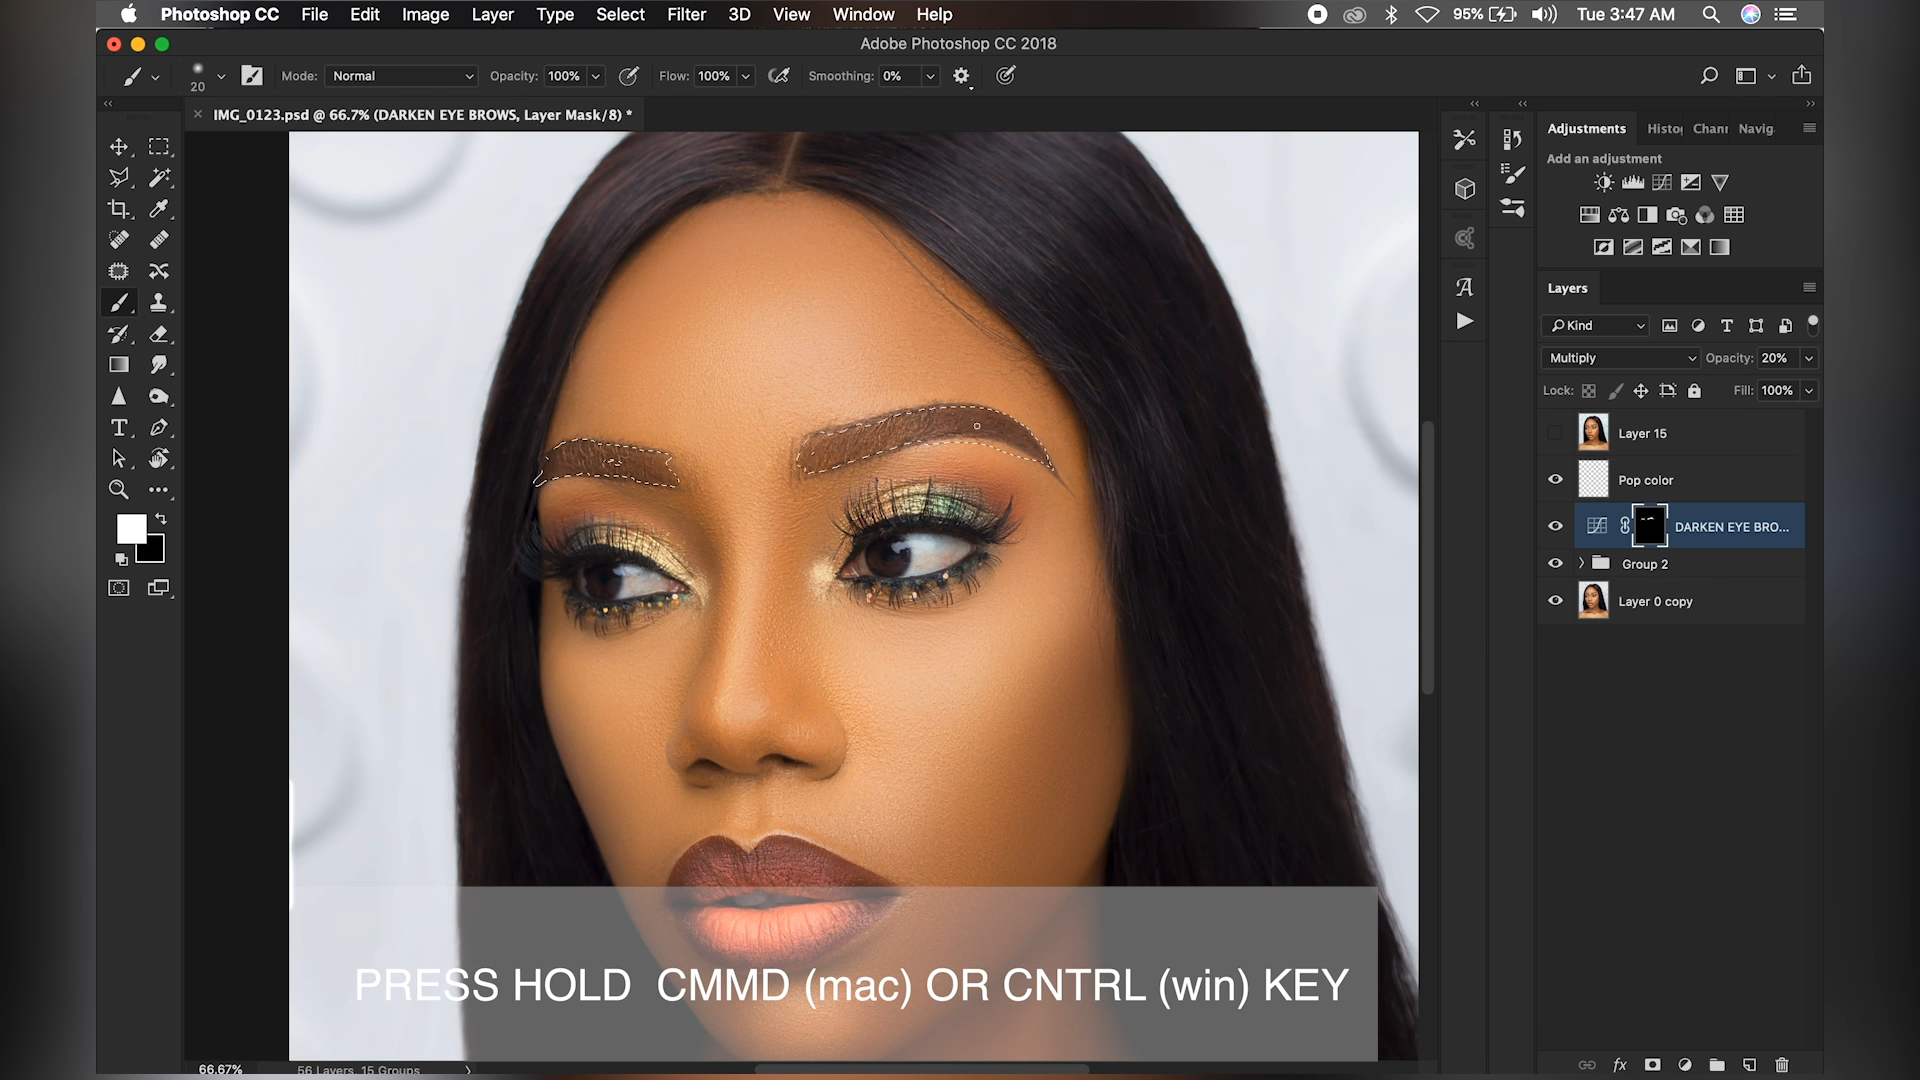 Photoshop CC File Edit Image Layer Type Select Filter 3D View Window Help 95% Tue 3:47 AM
Adobe Photoshop CC 2018
20 Mode: Normal Opacity: 100% Flow: 100% Smoothing: 0%
IMG_0123.psd @ 66.7% (DARKEN EYE BROWS, Layer Mask/8) *
Adjustments Histo Chann Navig
Add an adjustment
Layers
Kind
Multiply Opacity: 20%
Lock: Fill: 100%
Layer 15
Pop color
DARKEN EYE BRO...
Group 2
Layer 0 copy
PRESS HOLD CMMD (mac) OR CNTRL (win) KEY
66.67% 56 Layers, 15 Groups